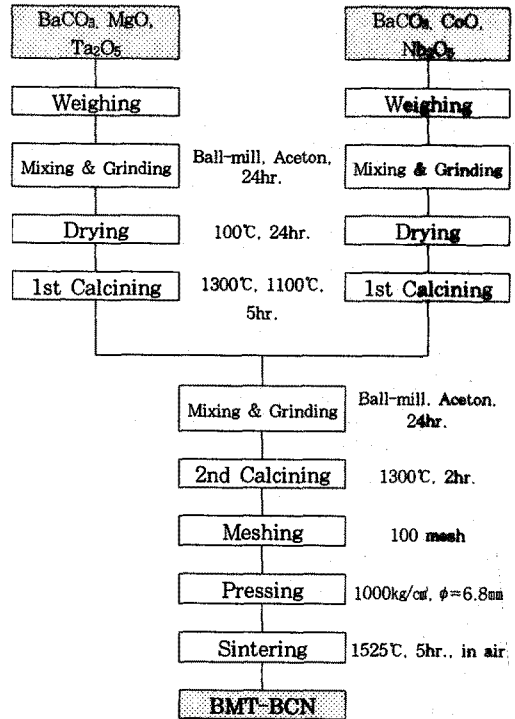 BaCO₃, MgO,
Ta₂O₅
BaCO₃, CoO,
Nb₂O₅
Weighing
Weighing
Mixing & Grinding
Ball-mill, Aceton,
24hr.
Mixing & Grinding
Drying
100℃, 24hr.
Drying
1st Calcining
1300℃, 1100℃,
5hr.
1st Calcining
Mixing & Grinding
Ball-mill, Aceton,
24hr.
2nd Calcining
1300℃, 2hr.
Meshing
100 mesh
Pressing
1000kg/㎠, φ=6.8㎜
Sintering
1525℃, 5hr., in air
BMT-BCN